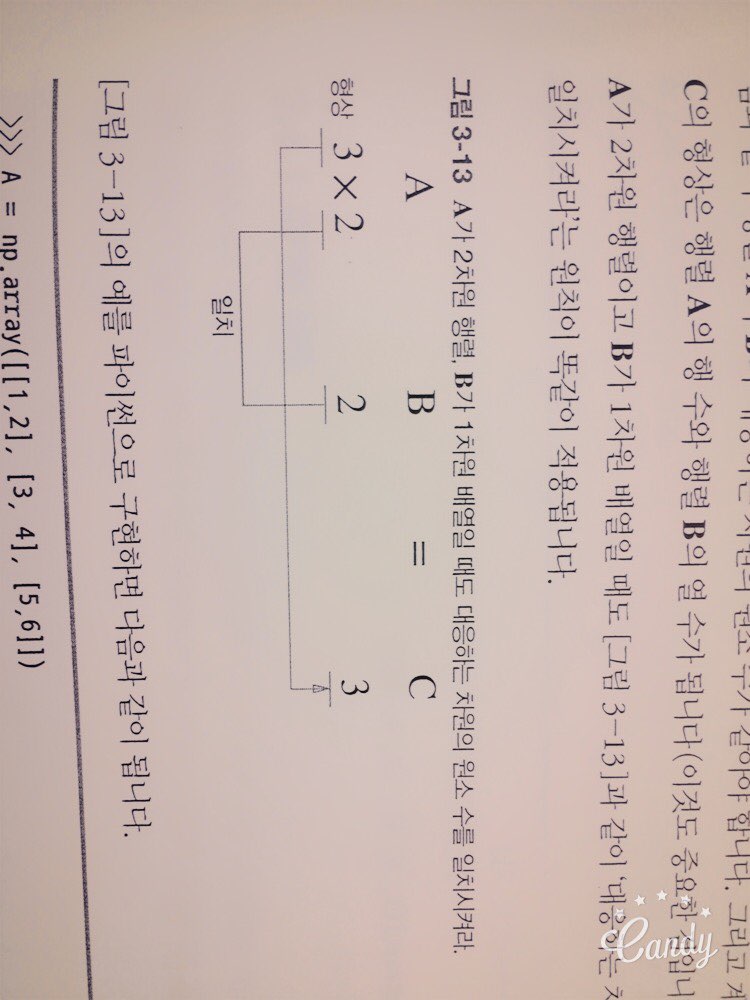 차원의 원소 수가 같아야 합니다. 그리고
C의 형상은 행렬 A의 행 수와 행렬 B의 열 수가 됩니다(이것도 중요한
A가 2차원 행렬이고 B가 1차원 배열일 때도 [그림 3-13]과 같이 ‘대응하는
일치시켜라’는 원칙이 똑같이 적용됩니다.
그림 3-13 A가 2차원 행렬, B가 1차원 배열일 때도 대응하는 차원의 원소 수를 일치시켜라.
A B = C
형상 3 × 2 2 3
일치
[그림 3-13]의 예를 파이썬으로 구현하면 다음과 같이 됩니다.
>>> A = np.array([[1,2], [3, 4], [5,6]])
Candy